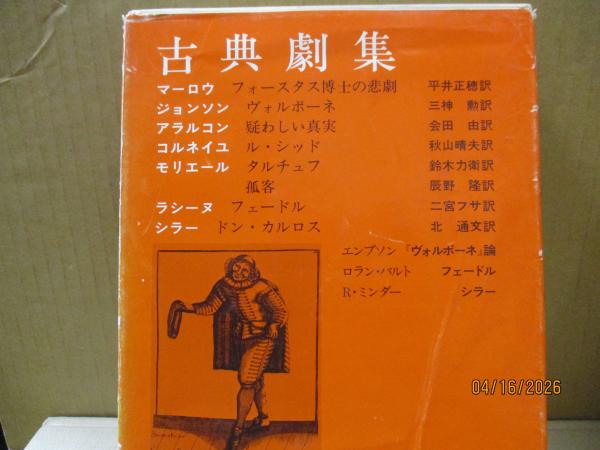 古典劇集
マーロウ フォースタス博士の悲劇 平井正穂訳
ジョンソン ヴォルポーネ 三神 勲訳
アラルコン 疑わしい真実 会田 由訳
コルネイユ ル・シッド 秋山晴夫訳
モリエール タルチュフ 鈴木力衛訳
孤客 辰野 隆訳
ラシーヌ フェードル 二宮フサ訳
シラー ドン・カルロス 北 通文訳
エンプソン 『ヴォルポーネ』論
ロラン・バルト フェードル
R・ミンダー シラー
04/16/2026